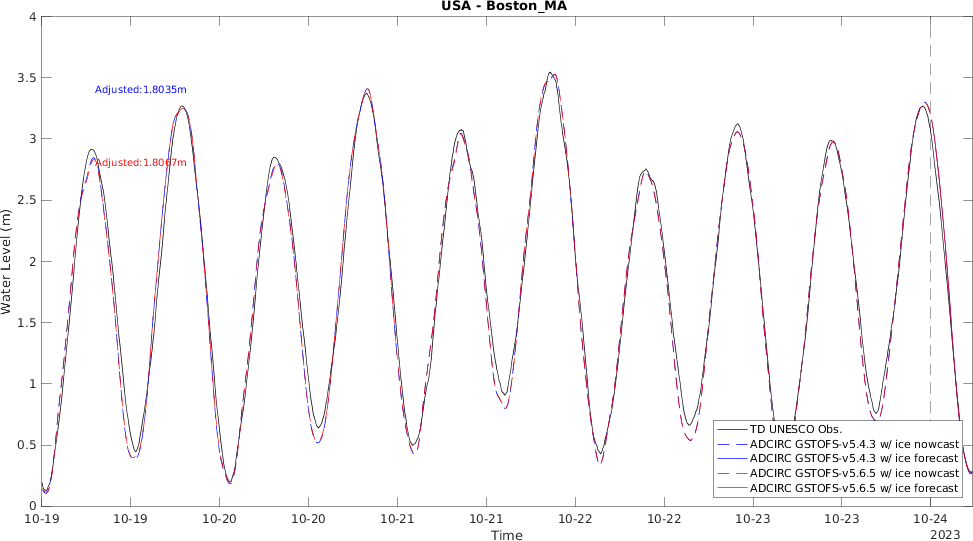 USA - Boston_MA
4
3.5
3
2.5
2
1.5
1
0.5
0
Water Level (m)
Adjusted:1.8035m
Adjusted:1.8067m
TD UNESCO Obs.
ADCIRC GSTOFS-v5.4.3 w/ ice nowcast
ADCIRC GSTOFS-v5.4.3 w/ ice forecast
ADCIRC GSTOFS-v5.6.5 w/ ice nowcast
ADCIRC GSTOFS-v5.6.5 w/ ice forecast
10-19 10-19 10-20 10-20 10-21 10-21 10-22 10-22 10-23 10-23 10-24
Time
2023